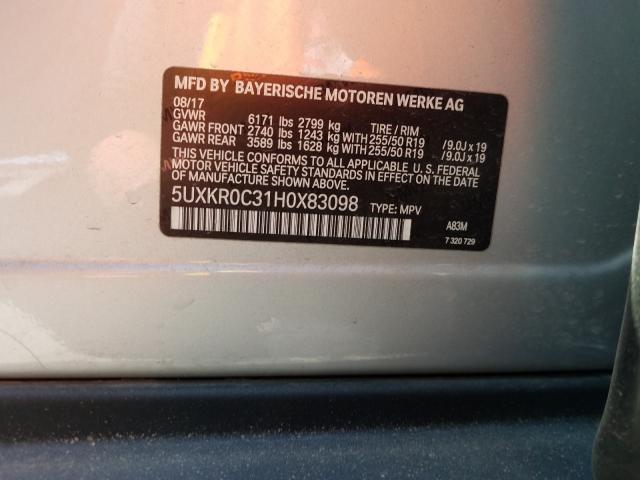 MFD BY BAYERISCHE MOTOREN WERKE AG
08/17
GVWR 6171 lbs 2799 kg TIRE / RIM
GAWR FRONT 2740 lbs 1243 kg WITH 255/50 R19 /9.0J x 19
GAWR REAR 3589 lbs 1628 kg WITH 255/50 R19 /9.0J x 19
THIS VEHICLE CONFORMS TO ALL APPLICABLE U. S. FEDERAL
MOTOR VEHICLE SAFETY STANDARDS IN EFFECT ON THE DATE OF
MANUFACTURE SHOWN ABOVE.
5UXKR0C31H0X83098 TYPE: MPV A83M
7 320 729